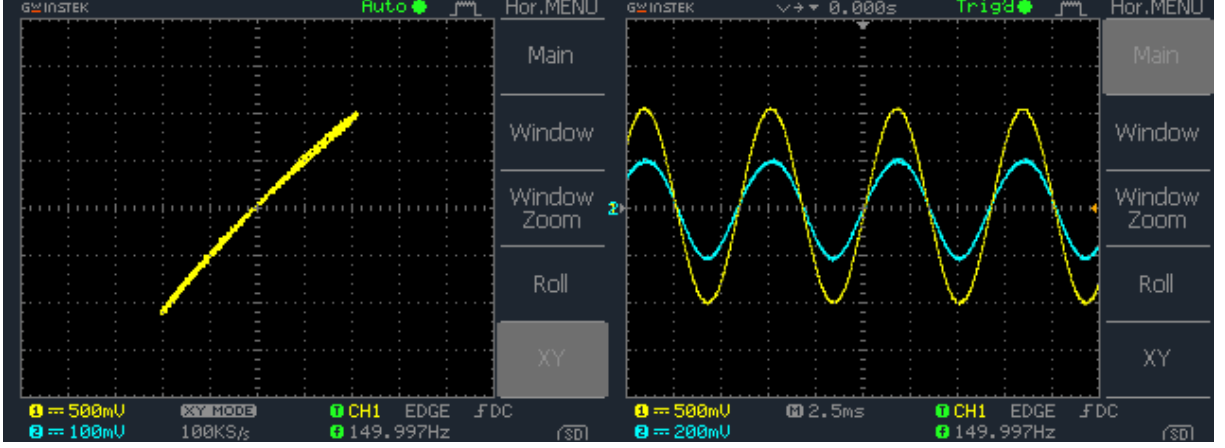 GWINSTEK Auto Hor.MENU
Main
Window
Window
Zoom
Roll
XY
1 500mV XY MODE T CH1 EDGE DC
2 100mV 100KS/s f 149.997Hz SD
GWINSTEK 0.000s Trig'd Hor.MENU
Main
Window
Window
Zoom
Roll
XY
2
1 500mV M 2.5ms T CH1 EDGE DC
2 200mV f 149.997Hz SD